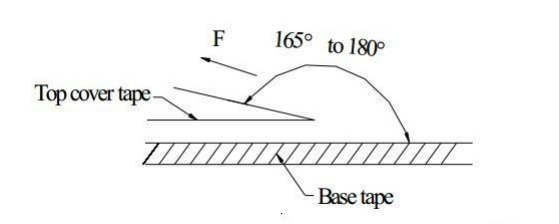 F
165° to 180°
Top cover tape
Base tape